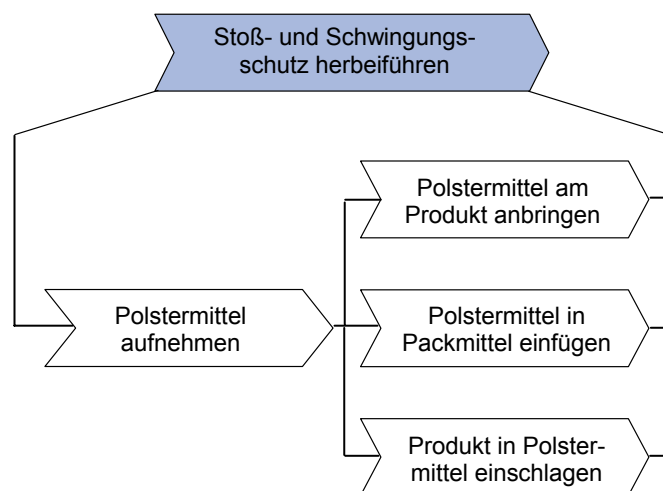 Stoß- und Schwingungs-
schutz herbeiführen
Polstermittel am
Produkt anbringen
Polstermittel
aufnehmen
Polstermittel in
Packmittel einfügen
Produkt in Polster-
mittel einschlagen